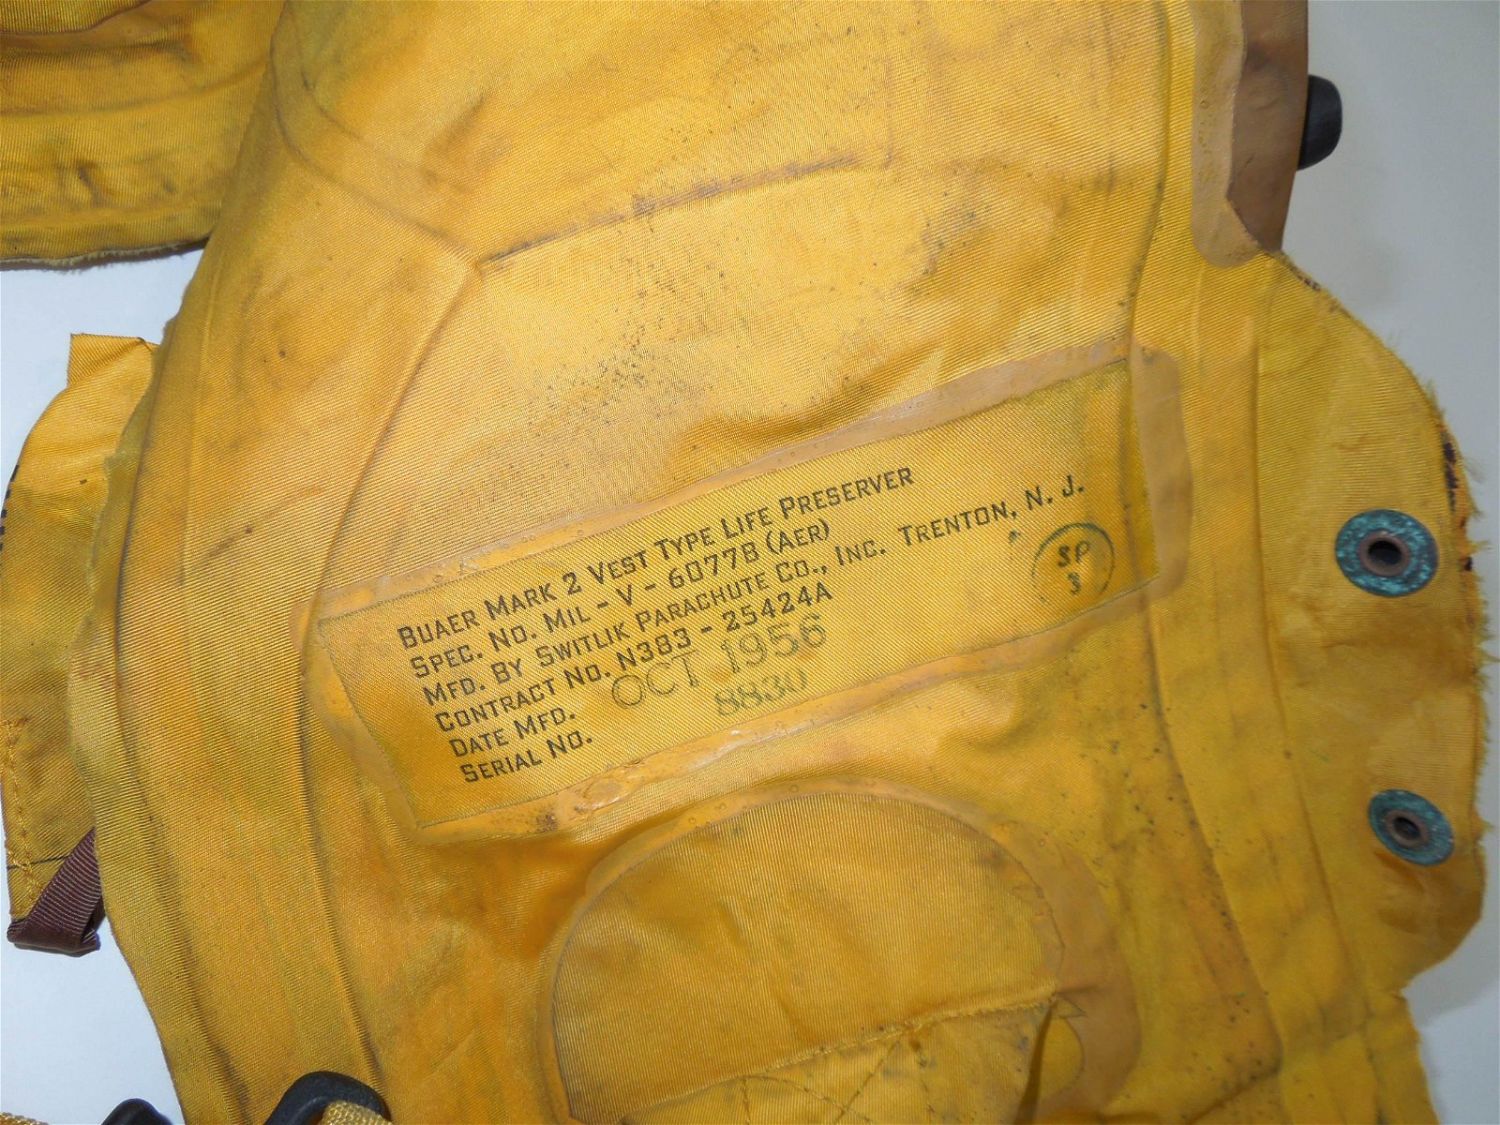 BUAER MARK 2 VEST TYPE LIFE PRESERVER
SPEC. NO. MIL - V - 6077B (AER)
MFD. BY SWITLIK PARACHUTE CO., INC. TRENTON, N. J.
CONTRACT NO. N383 - 25424A
DATE MFD. OCT 1956
SERIAL NO. 8830
SP
3